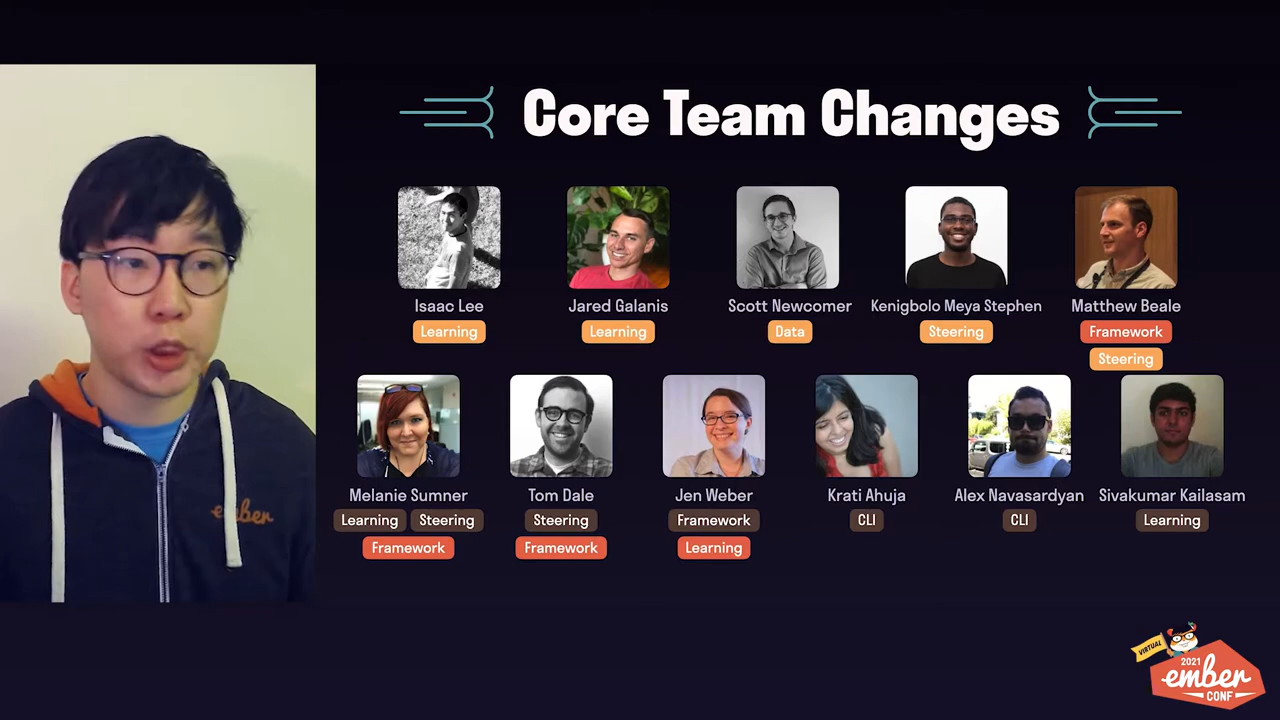 Core Team Changes
Isaac Lee
Learning
Jared Galanis
Learning
Scott Newcomer
Data
Kenigbolo Meya Stephen
Steering
Matthew Beale
Framework
Steering
Melanie Sumner
Learning Steering
Framework
Tom Dale
Steering
Framework
Jen Weber
Framework
Learning
Krati Ahuja
CLI
Alex Navasardyan
CLI
Sivakumar Kailasam
Learning
ember
VIRTUAL
2021
ember
CONF